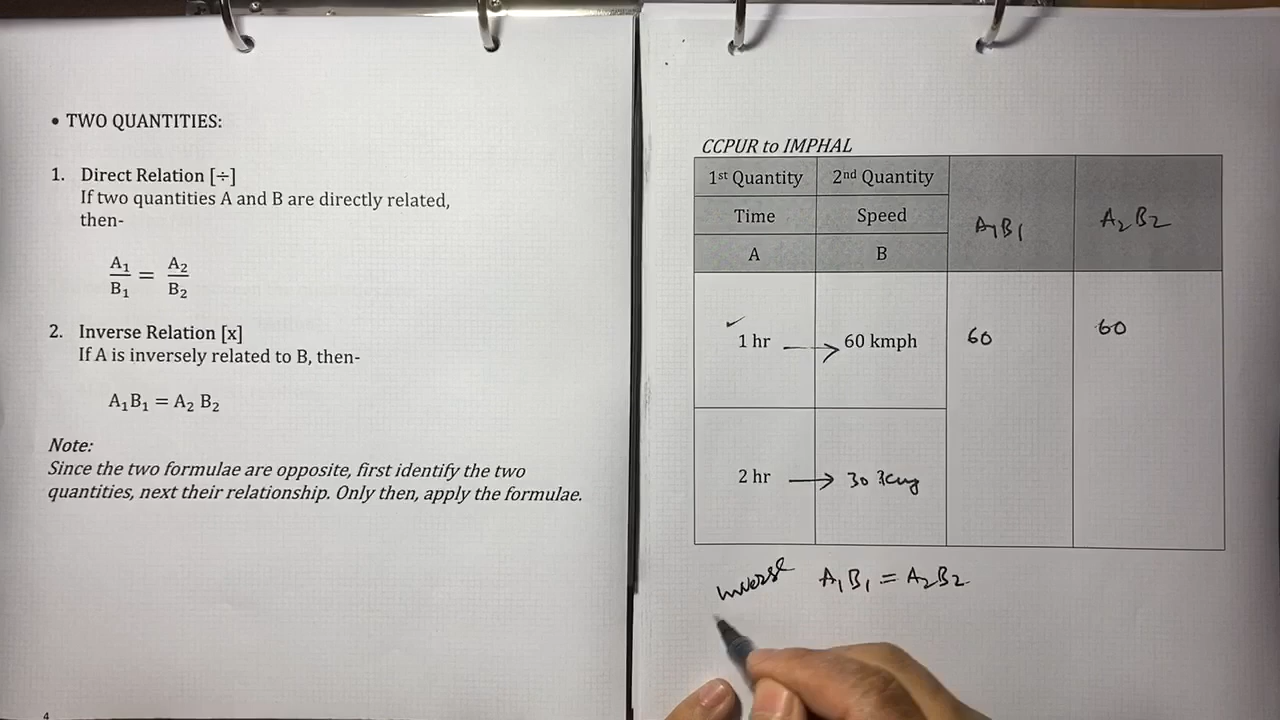 • TWO QUANTITIES:
1. Direct Relation [÷]
If two quantities A and B are directly related,
then-
A₁/B₁ = A₂/B₂
2. Inverse Relation [x]
If A is inversely related to B, then-
A₁B₁ = A₂ B₂
Note:
Since the two formulae are opposite, first identify the two
quantities, next their relationship. Only then, apply the formulae.
4
CCPUR to IMPHAL
1st Quantity 2nd Quantity
Time Speed A₁B₁ A₂B₂
A B
1 hr → 60 kmph 60 60
2 hr → 30
inverse A₁B₁ = A₂B₂